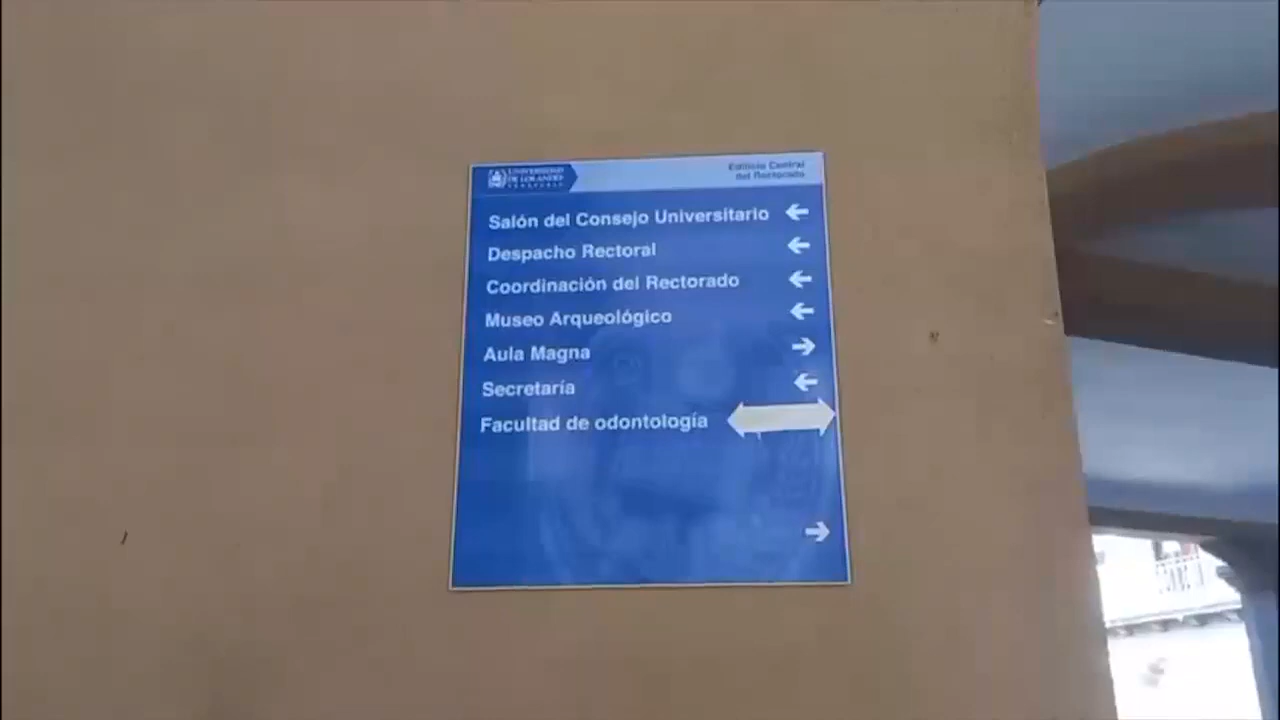 UNIVERSIDAD
DE LOS ANDES
VENEZUELA
Edificio Central
del Rectorado
Salón del Consejo Universitario ←
Despacho Rectoral ←
Coordinación del Rectorado ←
Museo Arqueológico ←
Aula Magna →
Secretaría ←
Facultad de odontología ↔
→